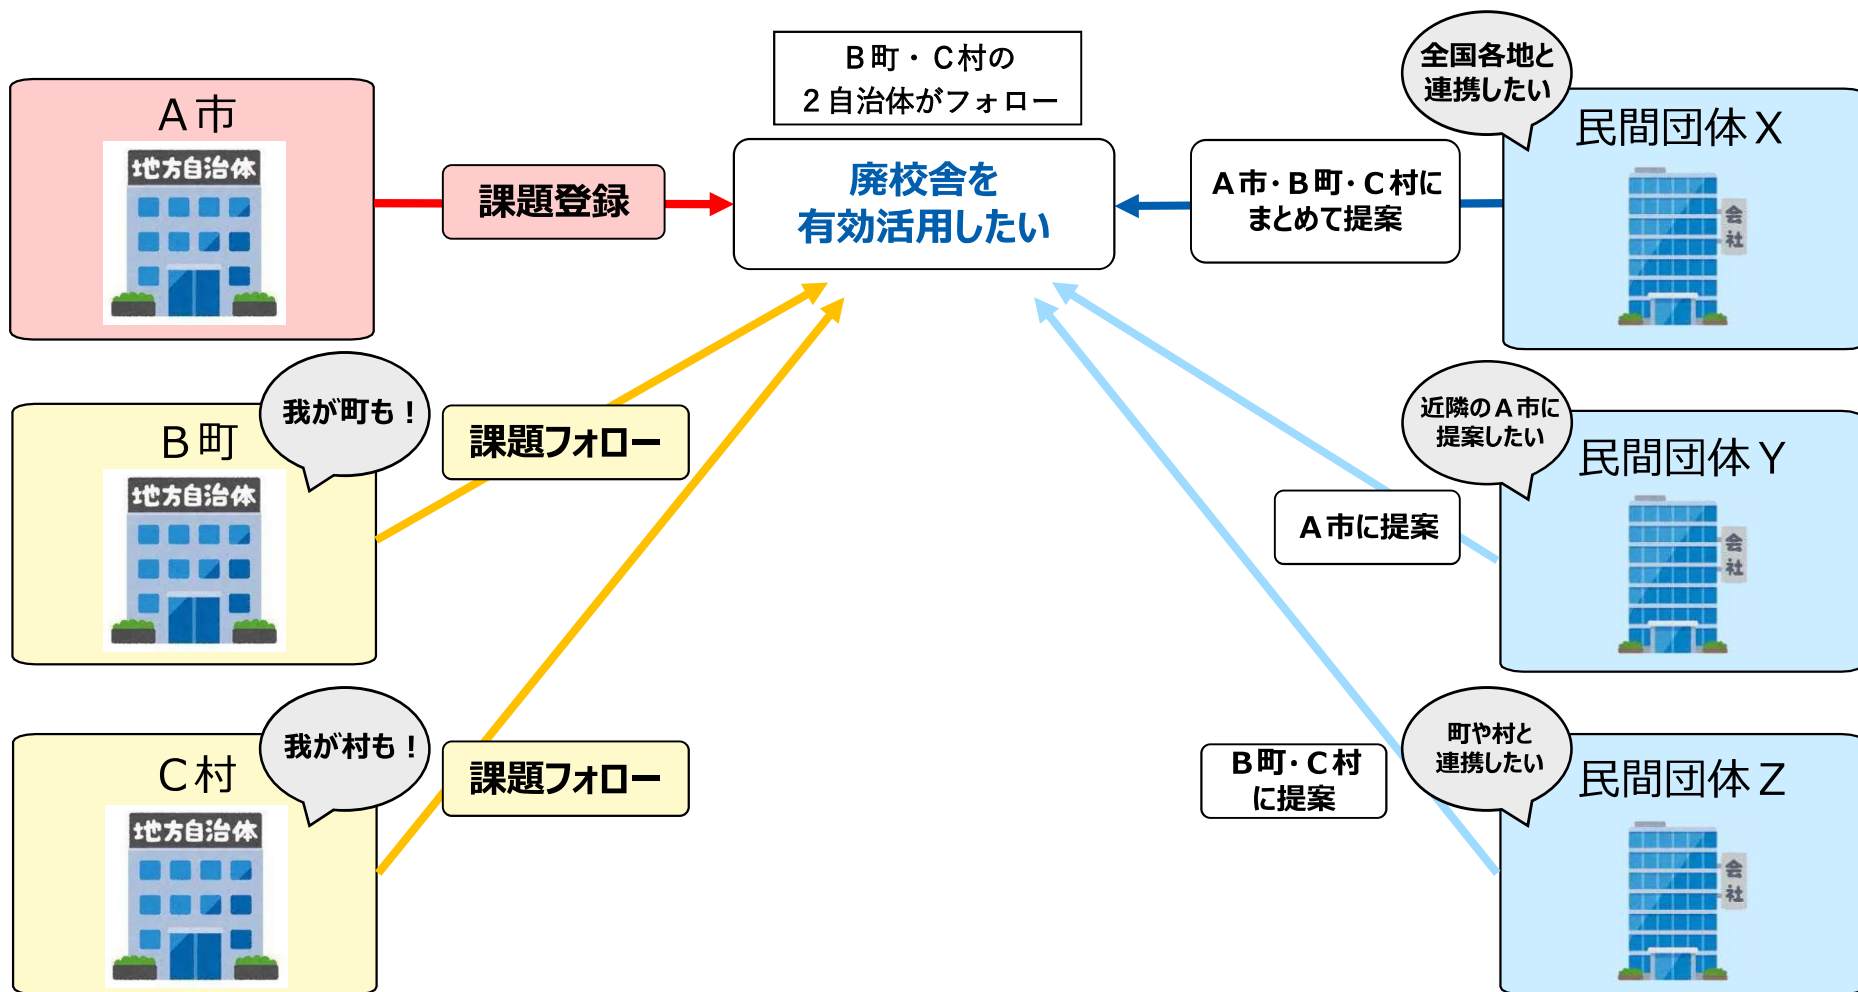 B町・C村の
2自治体がフォロー
A市
地方自治体
課題登録
廃校舎を
有効活用したい
A市・B町・C村に
まとめて提案
全国各地と
連携したい
民間団体X
会社
B町
地方自治体
我が町も！
課題フォロー
A市に提案
近隣のA市に
提案したい
民間団体Y
会社
C村
地方自治体
我が村も！
課題フォロー
B町・C村
に提案
町や村と
連携したい
民間団体Z
会社